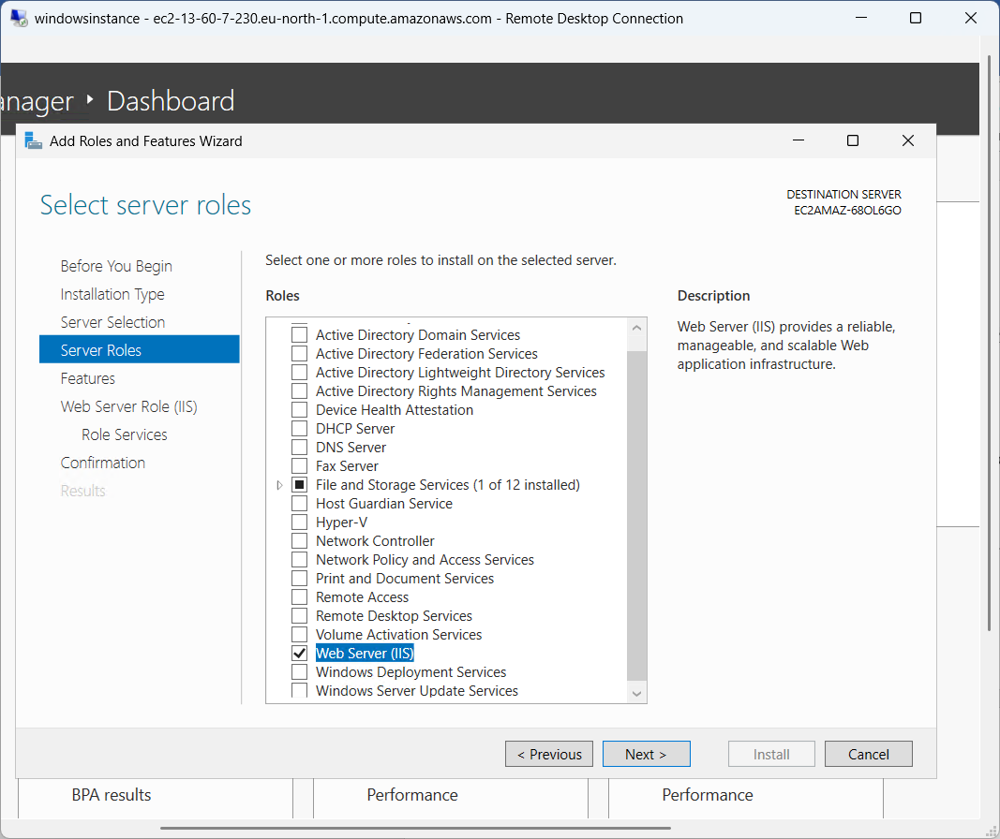 windowsinstance - ec2-13-60-7-230.eu-north-1.compute.amazonaws.com - Remote Desktop Connection
Dashboard
Add Roles and Features Wizard
Select server roles
DESTINATION SERVER
EC2AMAZ-68OL6GO
Before You Begin
Installation Type
Server Selection
Server Roles
Features
Web Server Role (IIS)
Role Services
Confirmation
Results
Select one or more roles to install on the selected server.
Roles
Active Directory Domain Services
Active Directory Federation Services
Active Directory Lightweight Directory Services
Active Directory Rights Management Services
Device Health Attestation
DHCP Server
DNS Server
Fax Server
File and Storage Services (1 of 12 installed)
Host Guardian Service
Hyper-V
Network Controller
Network Policy and Access Services
Print and Document Services
Remote Access
Remote Desktop Services
Volume Activation Services
Web Server (IIS)
Windows Deployment Services
Windows Server Update Services
Description
Web Server (IIS) provides a reliable,
manageable, and scalable Web
application infrastructure.
< Previous
Next >
Install
Cancel
BPA results
Performance
Performance